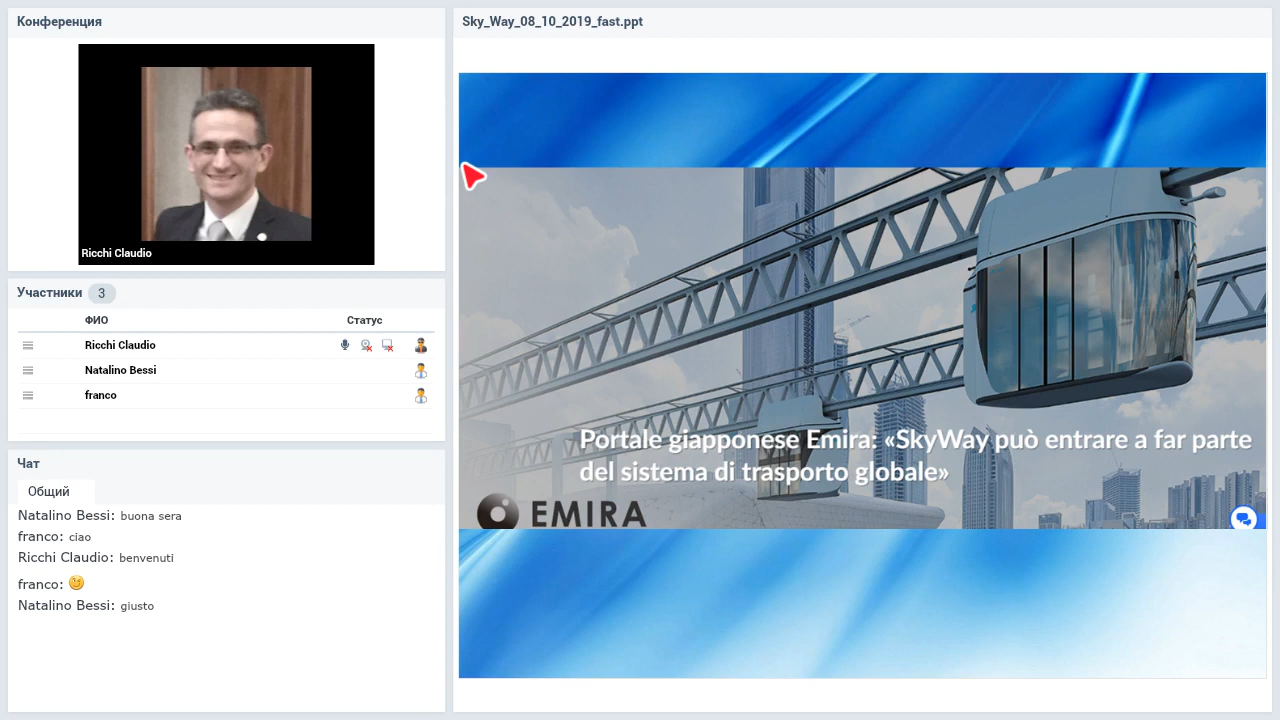 Конференция
Ricchi Claudio
Участники 3
ФИО Статус
Ricchi Claudio
Natalino Bessi
franco
Чат
Общий
Natalino Bessi: buona sera
franco: ciao
Ricchi Claudio: benvenuti
franco:
Natalino Bessi: giusto
Sky_Way_08_10_2019_fast.ppt
Portale giapponese Emira: «SkyWay può entrare a far parte
del sistema di trasporto globale»
EMIRA